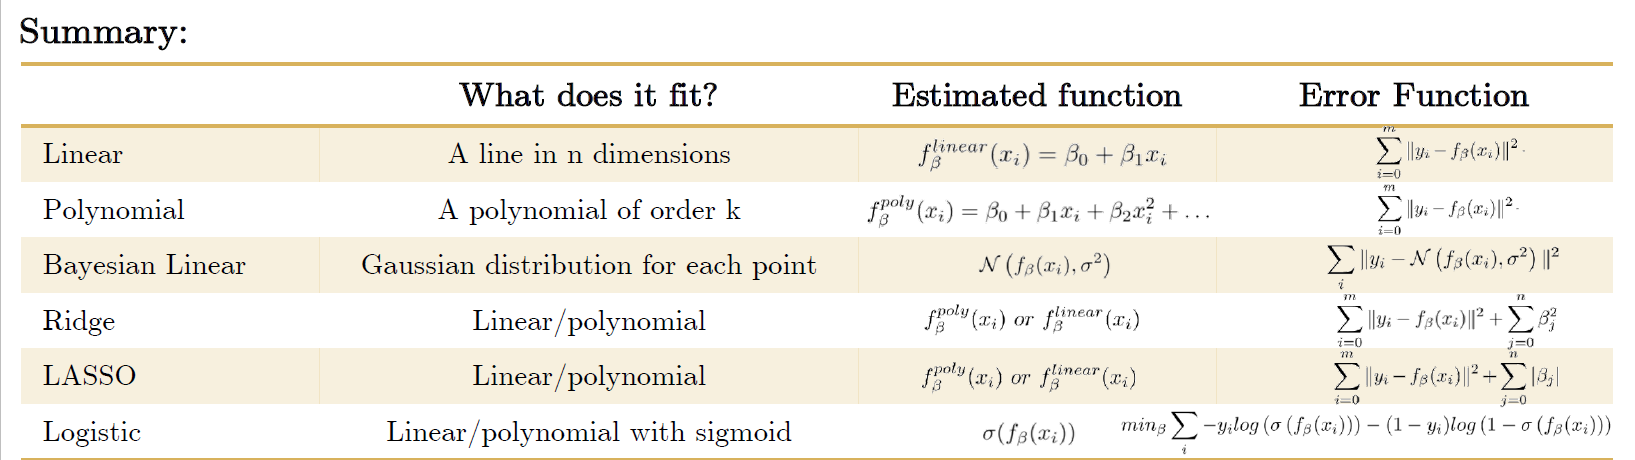 Summary:
What does it fit? Estimated function Error Function
Linear A line in n dimensions $f_{\beta}^{linear}(x_i) = \beta_0 + \beta_1 x_i$ $\sum_{i=0}^{m} \|y_i - f_{\beta}(x_i)\|^2 \cdot$
Polynomial A polynomial of order k $f_{\beta}^{poly}(x_i) = \beta_0 + \beta_1 x_i + \beta_2 x_i^2 + \ldots$ $\sum_{i=0}^{m} \|y_i - f_{\beta}(x_i)\|^2 \cdot$
Bayesian Linear Gaussian distribution for each point $\mathcal{N}(f_{\beta}(x_i), \sigma^2)$ $\sum_{i} \|y_i - \mathcal{N}(f_{\beta}(x_i), \sigma^2)\|^2$
Ridge Linear/polynomial $f_{\beta}^{poly}(x_i) \; or \; f_{\beta}^{linear}(x_i)$ $\sum_{i=0}^{m} \|y_i - f_{\beta}(x_i)\|^2 + \sum_{j=0}^{n} \beta_j^2$
LASSO Linear/polynomial $f_{\beta}^{poly}(x_i) \; or \; f_{\beta}^{linear}(x_i)$ $\sum_{i=0}^{m} \|y_i - f_{\beta}(x_i)\|^2 + \sum_{j=0}^{n} |\beta_j|$
Logistic Linear/polynomial with sigmoid $\sigma(f_{\beta}(x_i))$ $min_{\beta} \sum_{i} -y_i log(\sigma(f_{\beta}(x_i))) - (1 - y_i) log(1 - \sigma(f_{\beta}(x_i)))$